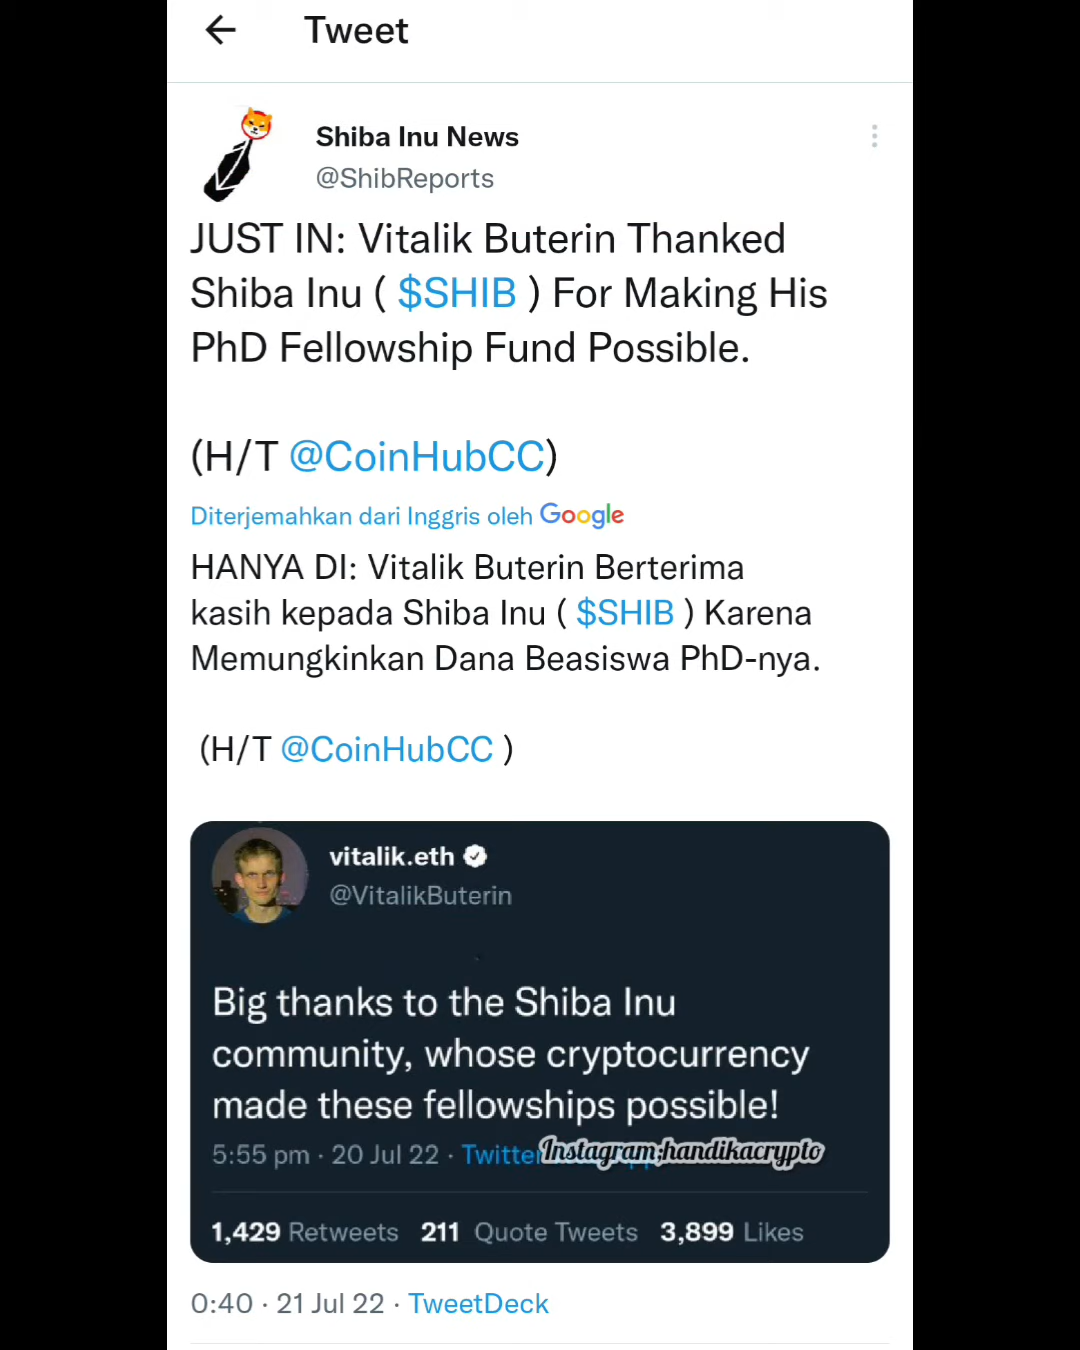 Tweet
Shiba Inu News
@ShibReports
JUST IN: Vitalik Buterin Thanked
Shiba Inu ( $SHIB ) For Making His
PhD Fellowship Fund Possible.
(H/T @CoinHubCC)
Diterjemahkan dari Inggris oleh Google
HANYA DI: Vitalik Buterin Berterima
kasih kepada Shiba Inu ( $SHIB ) Karena
Memungkinkan Dana Beasiswa PhD-nya.
(H/T @CoinHubCC )
vitalik.eth
@VitalikButerin
Big thanks to the Shiba Inu
community, whose cryptocurrency
made these fellowships possible!
5:55 pm · 20 Jul 22 · Twitter
Instagram;handikacrypto
1,429 Retweets 211 Quote Tweets 3,899 Likes
0:40 · 21 Jul 22 · TweetDeck